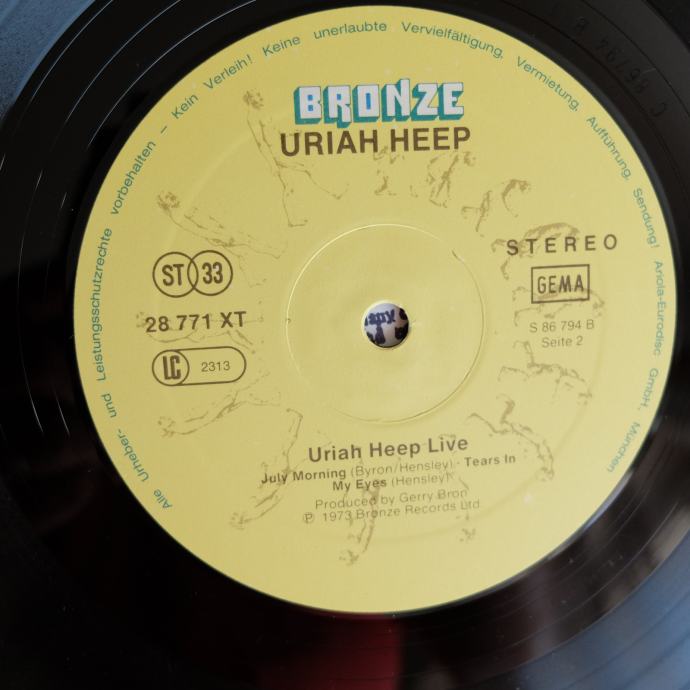 Alle Urheber- und Leistungsschutzrechte vorbehalten – Kein Verleih! Keine unerlaubte Vervielfältigung, Vermietung, Aufführung, Sendung! Ariola-Eurodisc GmbH, München
BRONZE
URIAH HEEP
STEREO
ST 33
GEMA
28 771 XT
S 86 794 B
Seite 2
LC 2313
Uriah Heep Live
July Morning (Byron/Hensley) · Tears In
My Eyes (Hensley)
Produced by Gerry Bron
℗ 1973 Bronze Records Ltd.